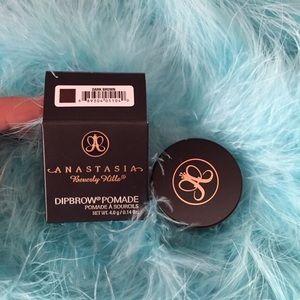 DARK BROWN
ANASTASIA
Beverly Hills®
DIPBROW® POMADE
POMADE À SOURCILS
NET WT. 4.0 g / 0.14 Oz.